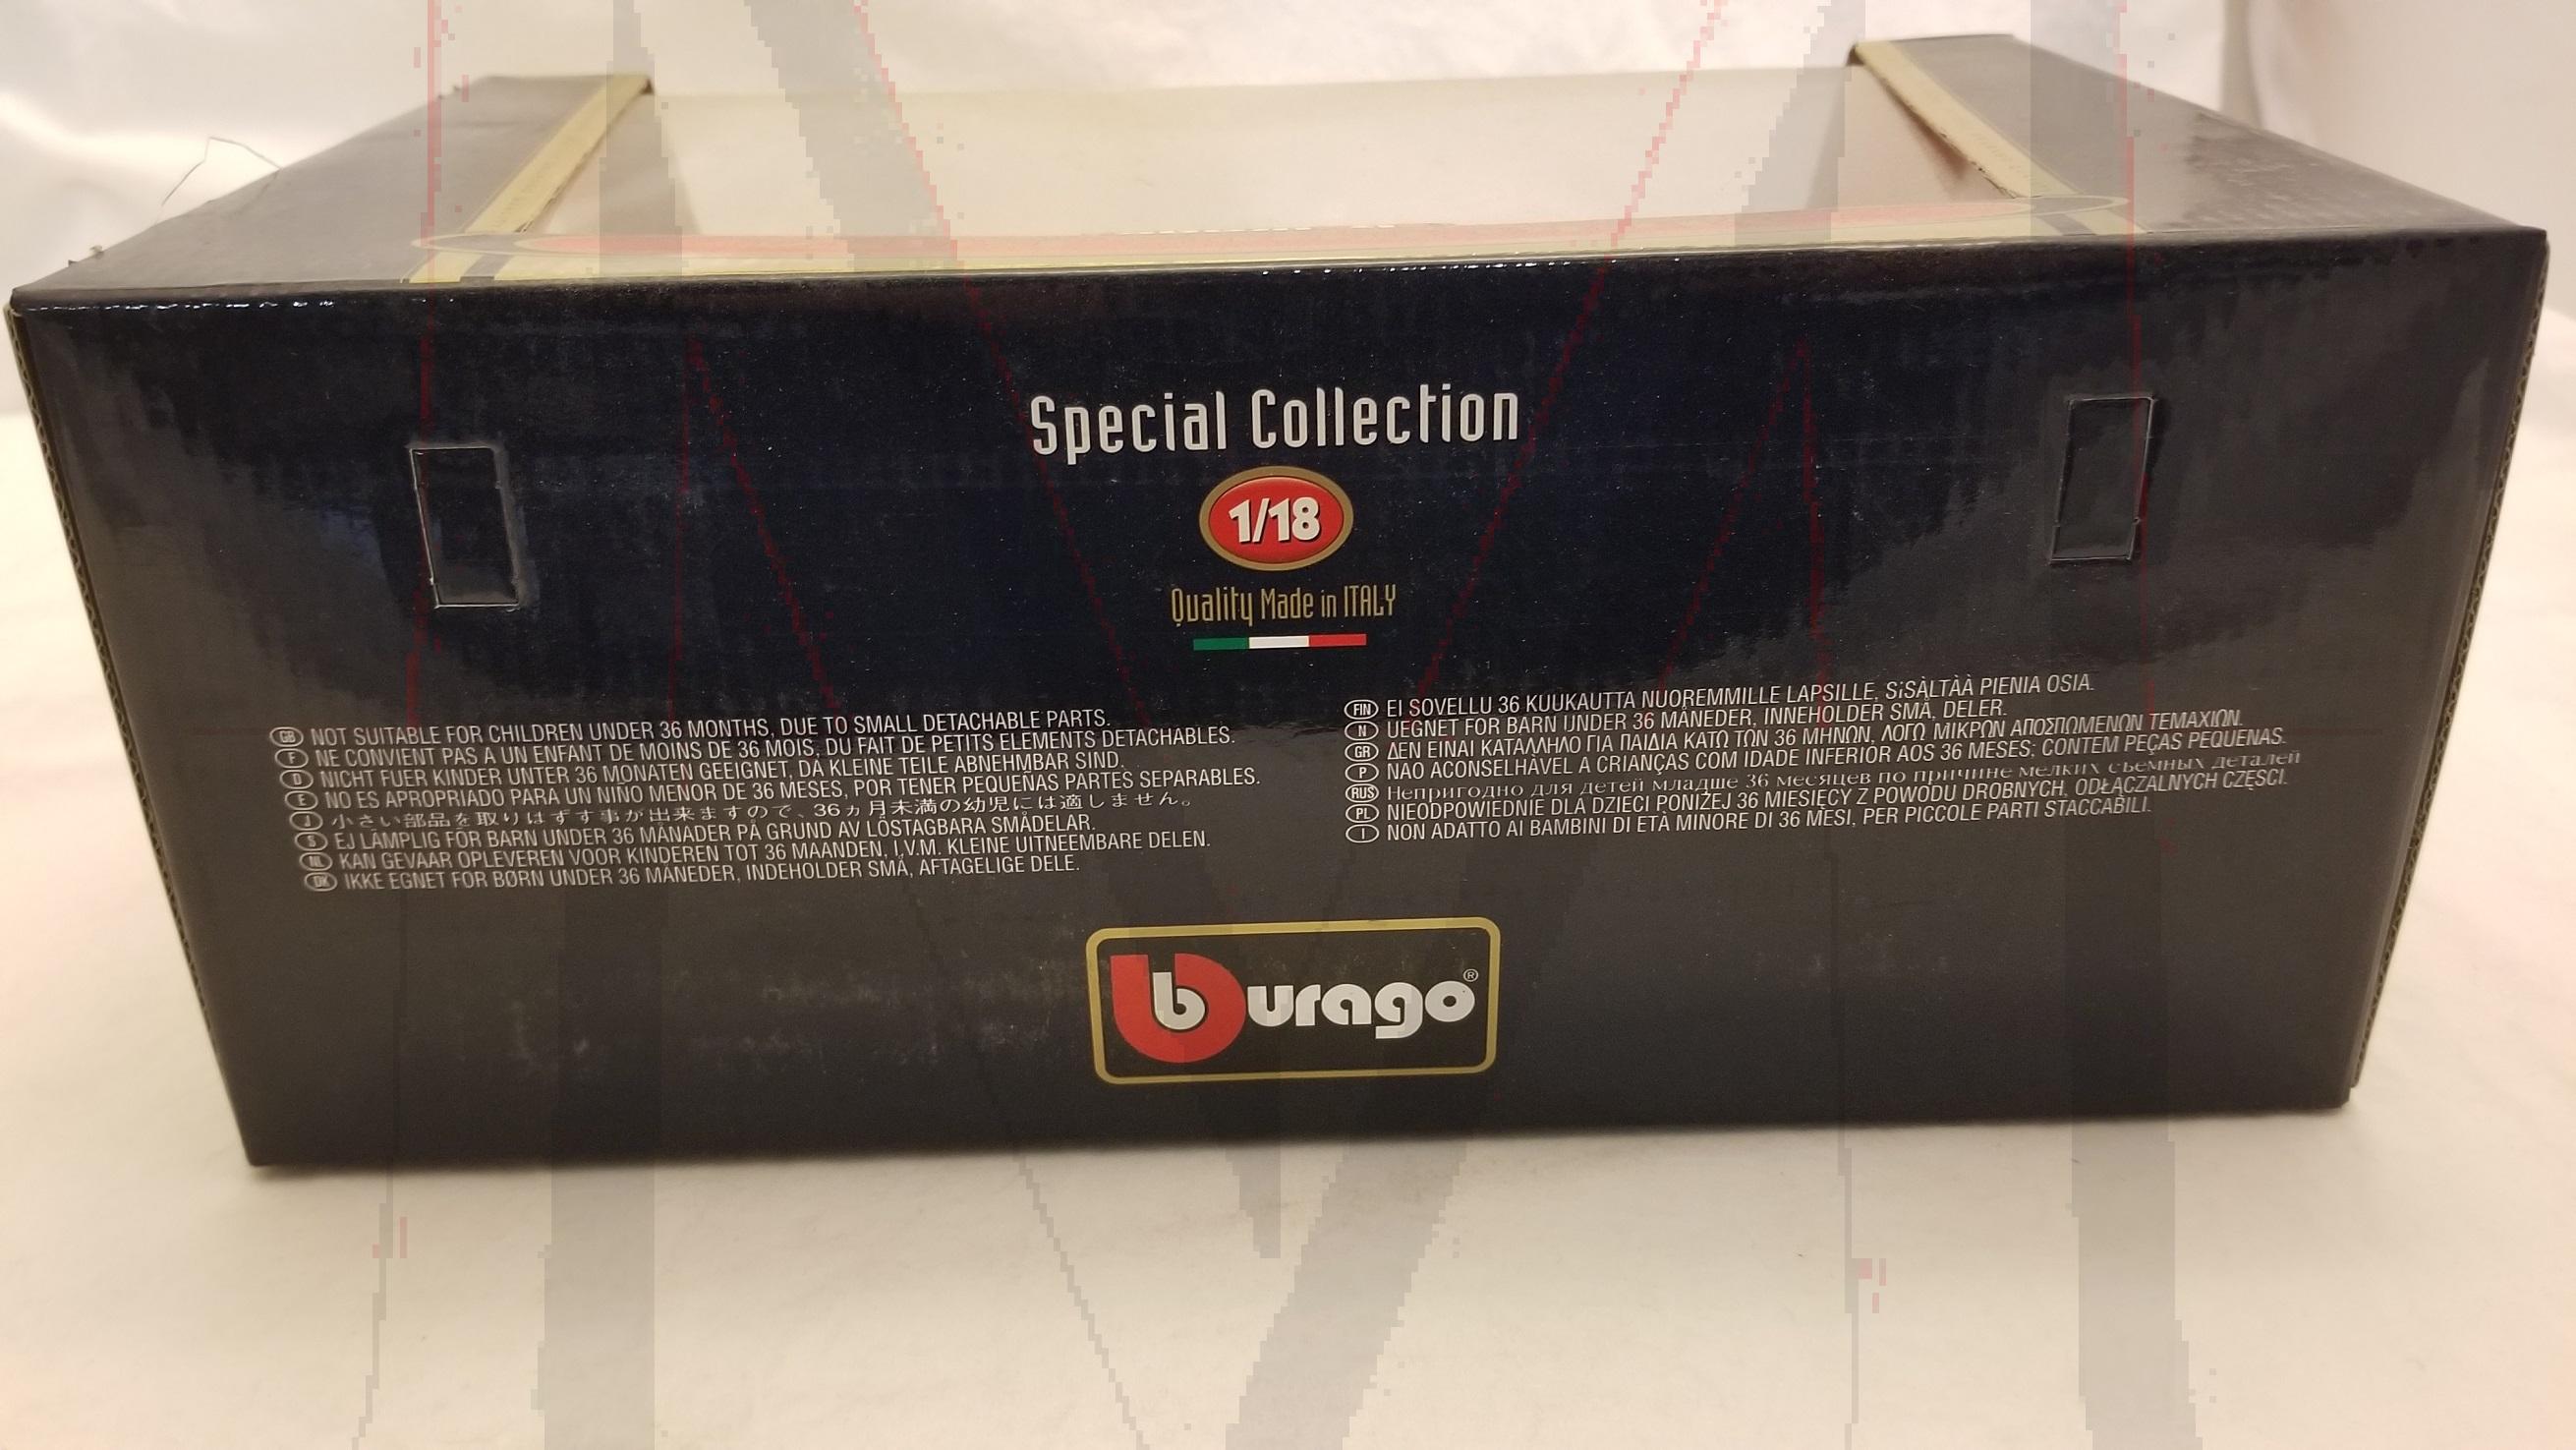 Special Collection
1/18
Quality Made in ITALY
GB NOT SUITABLE FOR CHILDREN UNDER 36 MONTHS, DUE TO SMALL DETACHABLE PARTS.
F NE CONVIENT PAS A UN ENFANT DE MOINS DE 36 MOIS, DU FAIT DE PETITS ELEMENTS DETACHABLES.
D NICHT FUER KINDER UNTER 36 MONATEN GEEIGNET, DA KLEINE TEILE ABNEHMBAR SIND.
E NO ES APROPRIADO PARA UN NIÑO MENOR DE 36 MESES, POR TENER PEQUEÑAS PARTES SEPARABLES.
J 小さい部品を取りはずす事が出来ますので、36ヵ月未満の幼児には適しません。
S EJ LÄMPLIG FÖR BARN UNDER 36 MÅNADER PÅ GRUND AV LÖSTAGBARA SMÅDELAR.
NL KAN GEVAAR OPLEVEREN VOOR KINDEREN TOT 36 MAANDEN, I.V.M. KLEINE UITNEEMBARE DELEN.
DK IKKE EGNET FOR BØRN UNDER 36 MÅNEDER, INDEHOLDER SMÅ, AFTAGELIGE DELE.
FIN EI SOVELLU 36 KUUKAUTTA NUOREMMILLE LAPSILLE, SiSÀLTÀÀ PIENIA OSIA.
N UEGNET FOR BARN UNDER 36 MÅNEDER, INNEHOLDER SMÅ, DELER.
GR ΔΕΝ ΕΙΝΑΙ ΚΑΤΑΛΛΗΛΟ ΓΙΑ ΠΑΙΔΙΑ ΚΑΤΩ ΤΩΝ 36 ΜΗΝΩΝ, ΛΟΓΩ ΜΙΚΡΩΝ ΑΠΟΣΠΩΜΕΝΩΝ ΤΕΜΑΧΙΩΝ.
P NAO ACONSELHÀVEL A CRIANÇAS COM IDADE INFERIOR AOS 36 MESES; CONTEM PEÇAS PEQUENAS.
RUS Непригодно для детей младше 36 месяцев по причине мелких съемных деталей
PL NIEODPOWIEDNIE DLA DZIECI PONIŻEJ 36 MIESIĘCY Z POWODU DROBNYCH, ODŁĄCZALNYCH CZĘŚCI.
I NON ADATTO AI BAMBINI DI ETÀ MINORE DI 36 MESI, PER PICCOLE PARTI STACCABILI.
burago®